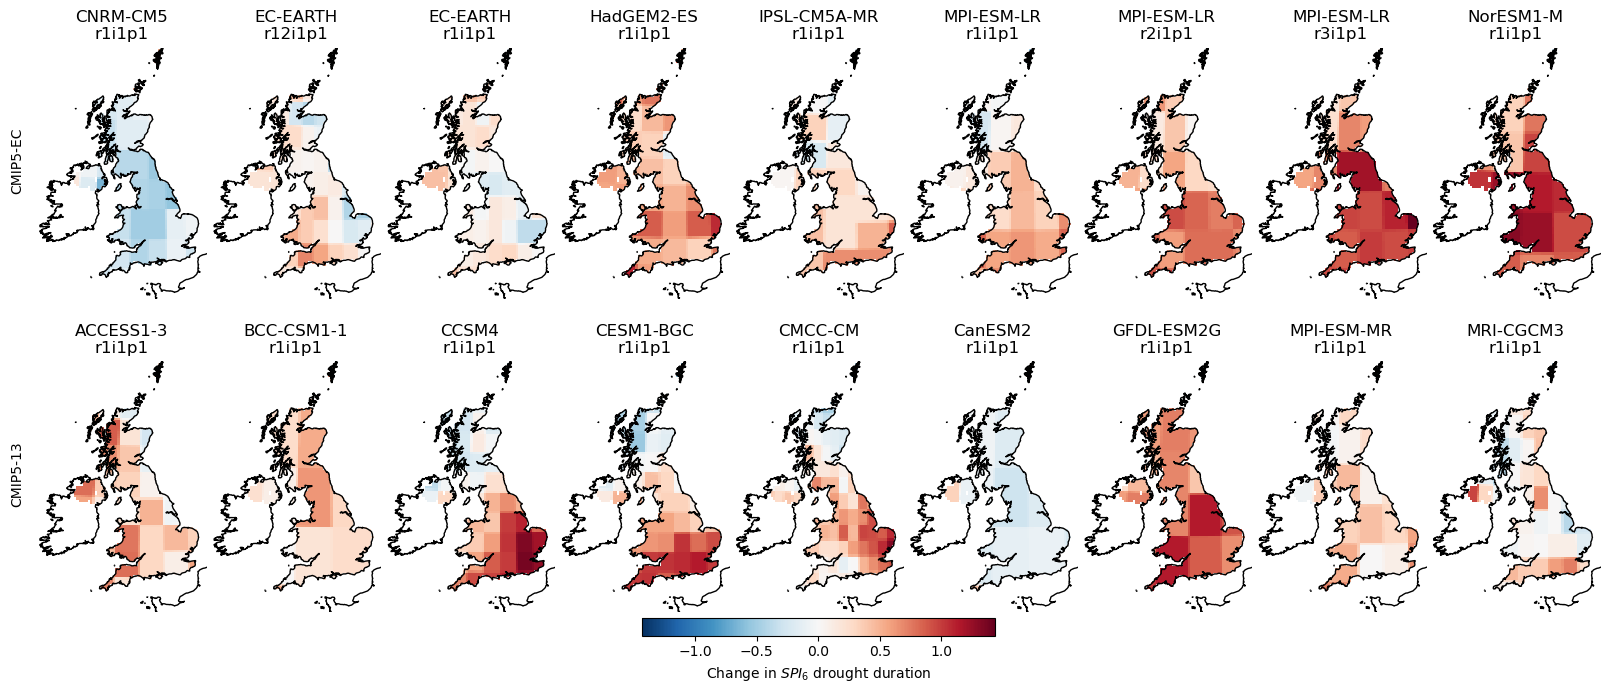 CNRM-CM5 EC-EARTH EC-EARTH HadGEM2-ES IPSL-CM5A-MR MPI-ESM-LR MPI-ESM-LR MPI-ESM-LR NorESM1-M
r1i1p1 r12i1p1 r1i1p1 r1i1p1 r1i1p1 r1i1p1 r2i1p1 r3i1p1 r1i1p1
CMIP5-EC
ACCESS1-3 BCC-CSM1-1 CCSM4 CESM1-BGC CMCC-CM CanESM2 GFDL-ESM2G MPI-ESM-MR MRI-CGCM3
r1i1p1 r1i1p1 r1i1p1 r1i1p1 r1i1p1 r1i1p1 r1i1p1 r1i1p1 r1i1p1
CMIP5-13
−1.0 −0.5 0.0 0.5 1.0
Change in SPI₆ drought duration